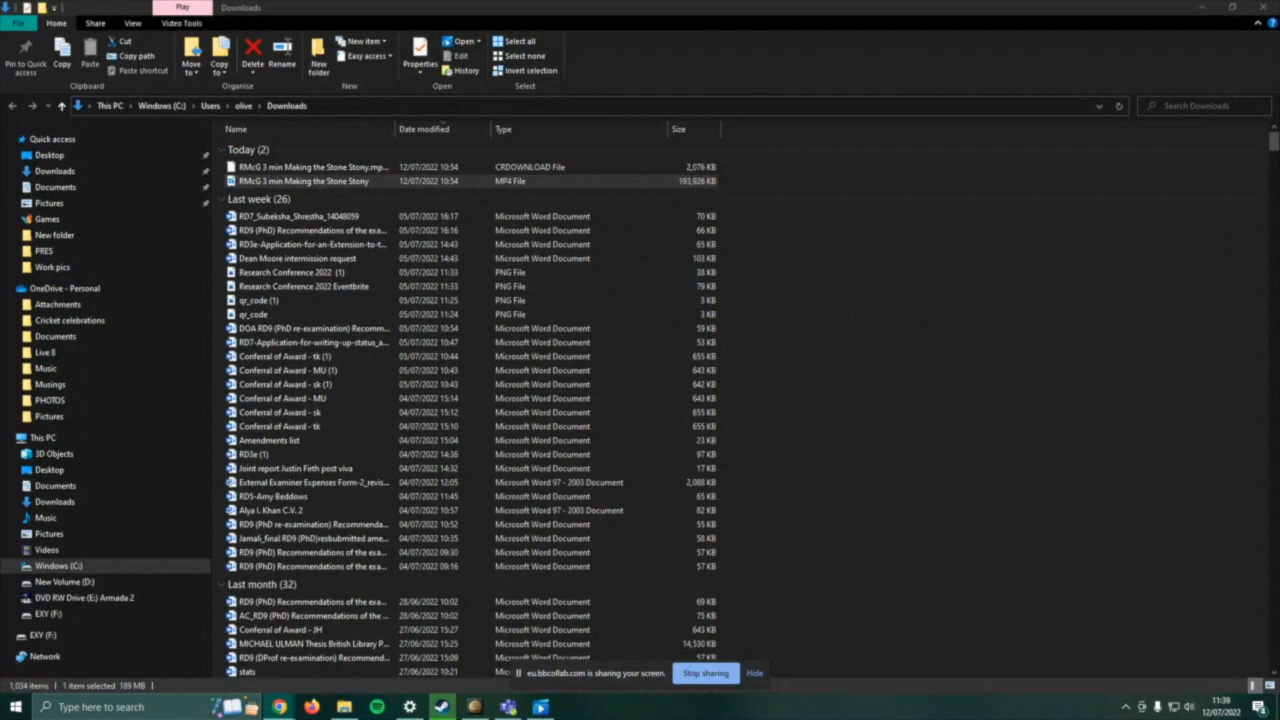 Play Downloads
File Home Share View Video Tools
Pin to Quick access
Copy
Paste
Cut
Copy path
Paste shortcut
Clipboard
Move to
Copy to
Delete
Rename
Organise
New folder
New item
Easy access
New
Properties
Open
Edit
History
Open
Select all
Select none
Invert selection
Select
This PC > Windows (C:) > Users > olive > Downloads
Search Downloads
Name Date modified Type Size
Quick access
Desktop
Downloads
Documents
Pictures
Games
New folder
PRES
Work pics
OneDrive - Personal
Attachments
Cricket celebrations
Documents
Live 8
Music
Musings
PHOTOS
Pictures
This PC
3D Objects
Desktop
Documents
Downloads
Music
Pictures
Videos
Windows (C:)
New Volume (D:)
DVD RW Drive (E:) Armada 2
EXY (F:)
EXY (F:)
Network
Today (2)
RMcG 3 min Making the Stone Stony.mp... 12/07/2022 10:54 CRDOWNLOAD File 2,076 KB
RMcG 3 min Making the Stone Stony 12/07/2022 10:54 MP4 File 193,926 KB
Last week (26)
RD7_Subeksha_Shrestha_14048059 05/07/2022 16:17 Microsoft Word Document 70 KB
RD9 (PhD) Recommendations of the exa... 05/07/2022 16:16 Microsoft Word Document 66 KB
RD3e-Application-for-an-Extension-to-t... 05/07/2022 14:43 Microsoft Word Document 65 KB
Dean Moore intermission request 05/07/2022 14:43 Microsoft Word Document 103 KB
Research Conference 2022 (1) 05/07/2022 11:33 PNG File 38 KB
Research Conference 2022 Eventbrite 05/07/2022 11:33 PNG File 79 KB
qr_code (1) 05/07/2022 11:25 PNG File 3 KB
qr_code 05/07/2022 11:24 PNG File 3 KB
DOA RD9 (PhD re-examination) Recomm... 05/07/2022 10:54 Microsoft Word Document 59 KB
RD7-Application-for-writing-up-status_a... 05/07/2022 10:47 Microsoft Word Document 53 KB
Conferral of Award - tk (1) 05/07/2022 10:44 Microsoft Word Document 655 KB
Conferral of Award - MU (1) 05/07/2022 10:43 Microsoft Word Document 643 KB
Conferral of Award - sk (1) 05/07/2022 10:43 Microsoft Word Document 642 KB
Conferral of Award - MU 04/07/2022 15:14 Microsoft Word Document 643 KB
Conferral of Award - sk 04/07/2022 15:12 Microsoft Word Document 655 KB
Conferral of Award - tk 04/07/2022 15:10 Microsoft Word Document 655 KB
Amendments list 04/07/2022 15:04 Microsoft Word Document 23 KB
RD3e (1) 04/07/2022 14:36 Microsoft Word Document 97 KB
Joint report Justin Firth post viva 04/07/2022 14:32 Microsoft Word Document 17 KB
External Examiner Expenses Form-2_revis... 04/07/2022 12:05 Microsoft Word 97 - 2003 Document 2,088 KB
RD5-Amy Beddows 04/07/2022 11:45 Microsoft Word Document 65 KB
Alya I. Khan C.V. 2 04/07/2022 10:57 Microsoft Word 97 - 2003 Document 82 KB
RD9 (PhD re-examination) Recommenda... 04/07/2022 10:52 Microsoft Word Document 55 KB
Jamali_final RD9 (PhD)resbubmitted ame... 04/07/2022 10:35 Microsoft Word Document 58 KB
RD9 (PhD) Recommendations of the exa... 04/07/2022 09:30 Microsoft Word Document 57 KB
RD9 (PhD) Recommendations of the exa... 04/07/2022 09:16 Microsoft Word Document 57 KB
Last month (32)
RD9 (PhD) Recommendations of the exa... 28/06/2022 10:02 Microsoft Word Document 69 KB
AC_RD9 (PhD) Recommendations of the ... 28/06/2022 10:02 Microsoft Word Document 75 KB
Conferral of Award - JH 27/06/2022 15:27 Microsoft Word Document 643 KB
MICHAEL ULMAN Thesis British Library P... 27/06/2022 15:25 Microsoft Word Document 14,530 KB
RD9 (DProf re-examination) Recommend... 27/06/2022 15:09 Microsoft Word Document 57 KB
stats 27/06/2022 10:21 KB
eu.bbcollab.com is sharing your screen. Stop sharing Hide
1,034 items 1 item selected 189 MB
Type here to search
11:39
12/07/2022
4